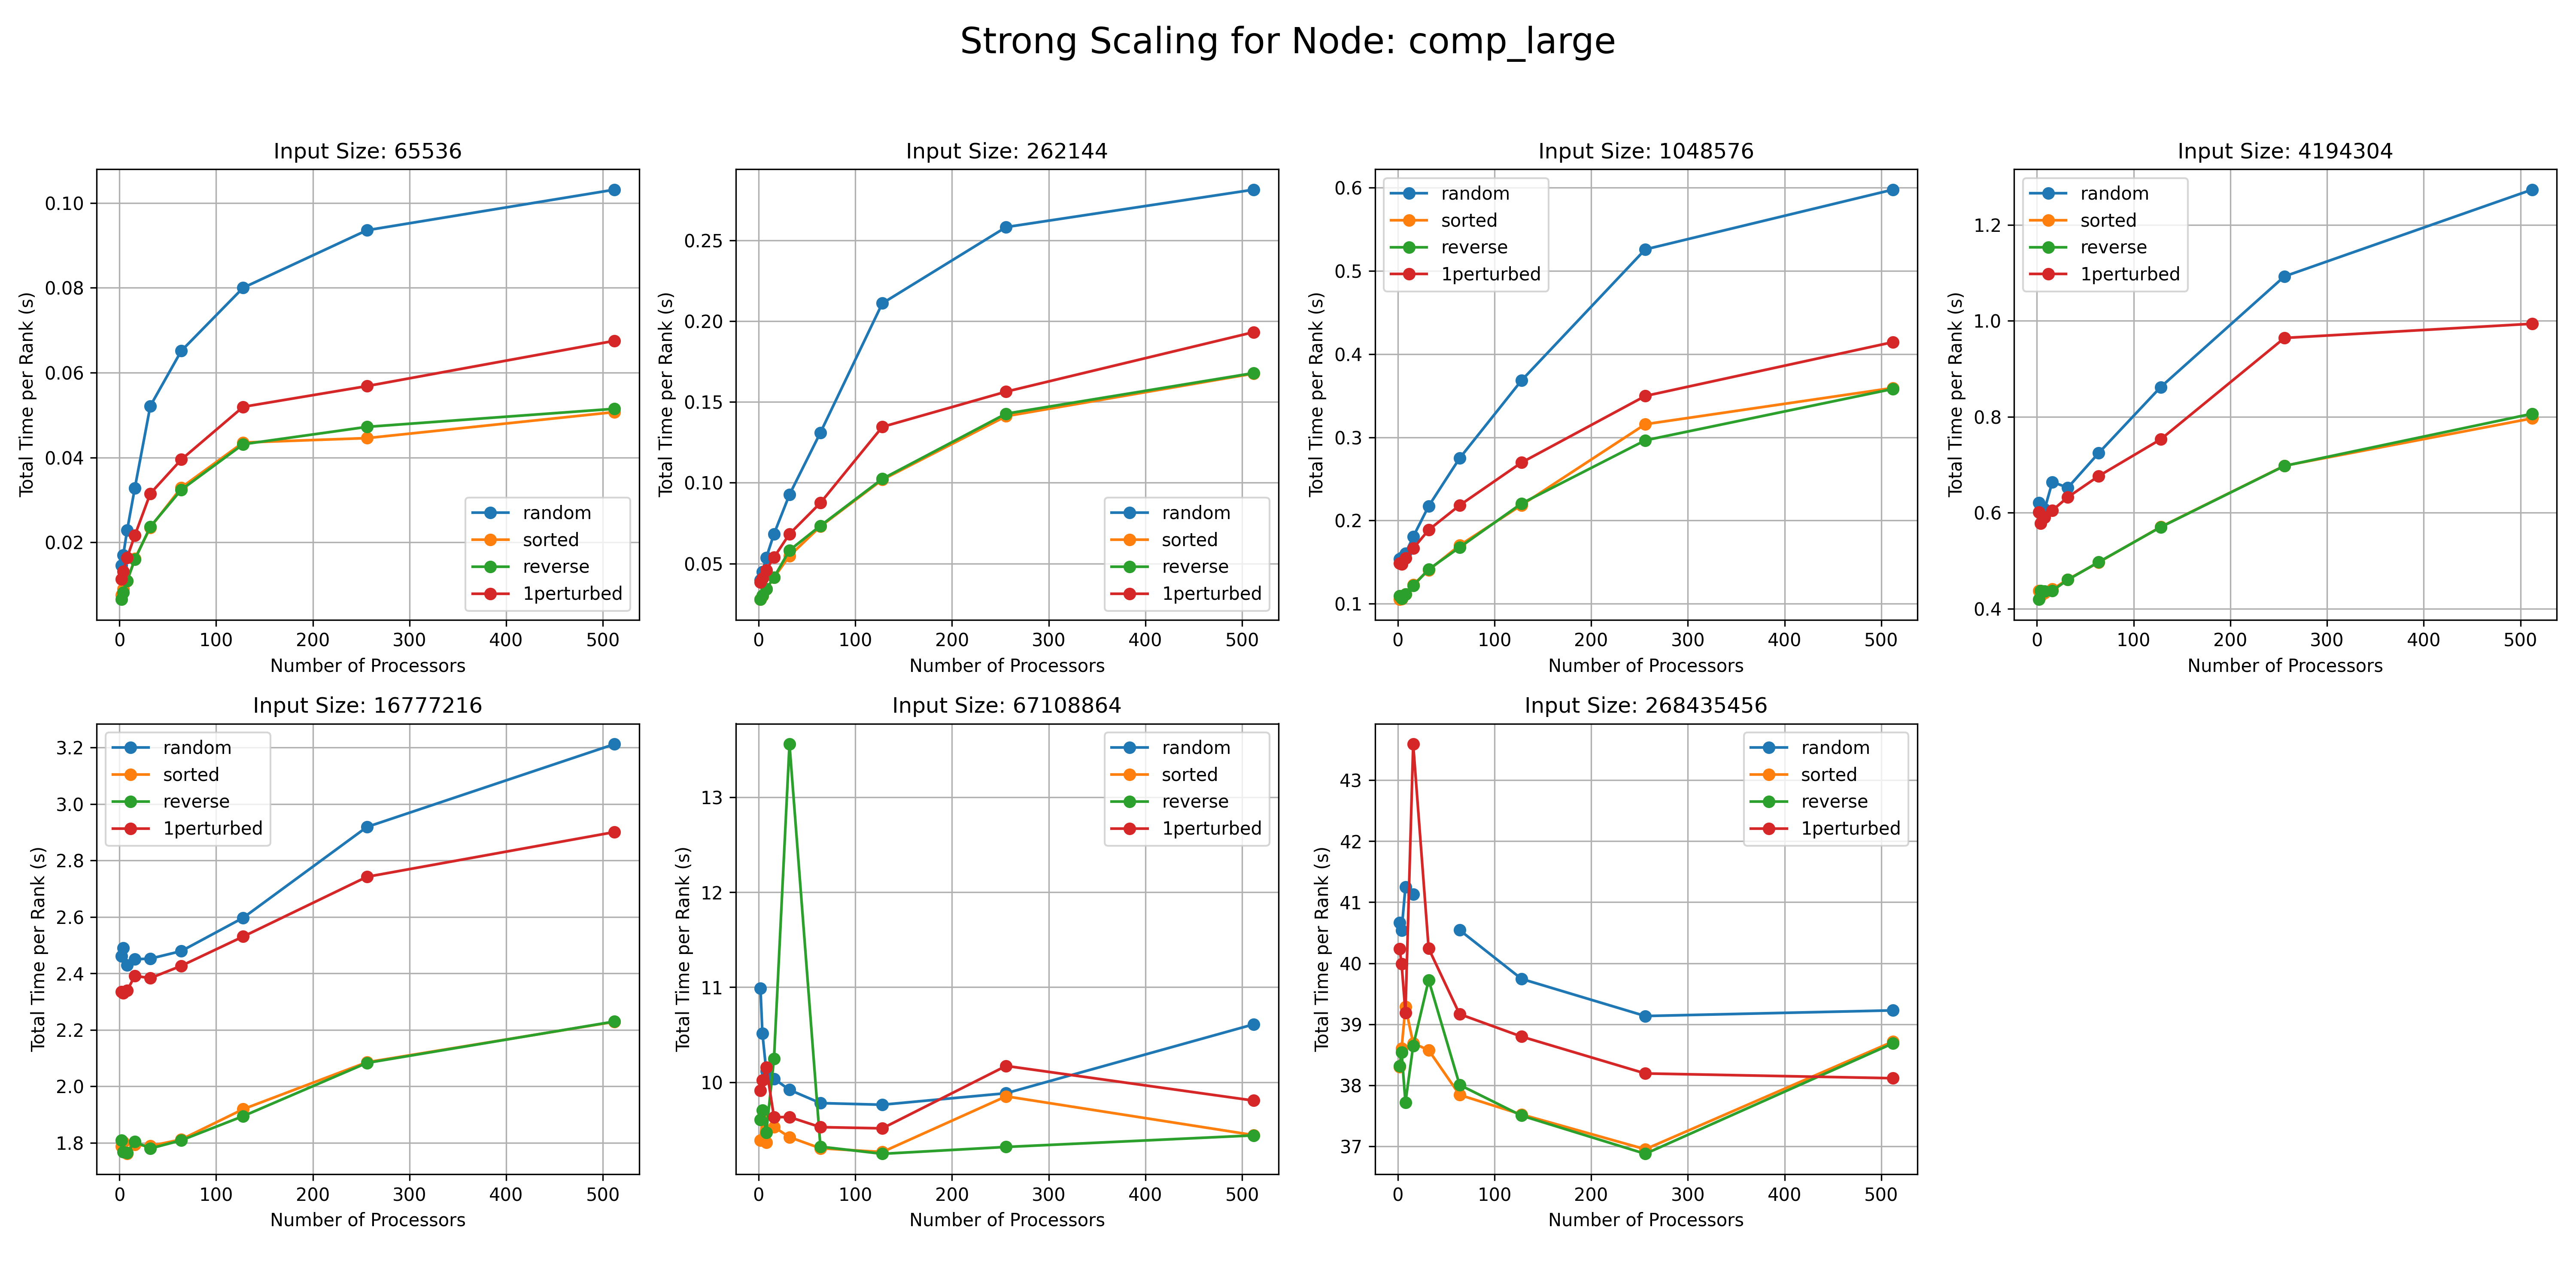 Strong Scaling for Node: comp_large
Input Size: 65536
Total Time per Rank (s)
0.10
0.08
0.06
0.04
0.02
random
sorted
reverse
1perturbed
0 100 200 300 400 500
Number of Processors
Input Size: 262144
Total Time per Rank (s)
0.25
0.20
0.15
0.10
0.05
random
sorted
reverse
1perturbed
0 100 200 300 400 500
Number of Processors
Input Size: 1048576
Total Time per Rank (s)
0.6
0.5
0.4
0.3
0.2
0.1
random
sorted
reverse
1perturbed
0 100 200 300 400 500
Number of Processors
Input Size: 4194304
Total Time per Rank (s)
1.2
1.0
0.8
0.6
0.4
random
sorted
reverse
1perturbed
0 100 200 300 400 500
Number of Processors
Input Size: 16777216
Total Time per Rank (s)
3.2
3.0
2.8
2.6
2.4
2.2
2.0
1.8
random
sorted
reverse
1perturbed
0 100 200 300 400 500
Number of Processors
Input Size: 67108864
Total Time per Rank (s)
13
12
11
10
random
sorted
reverse
1perturbed
0 100 200 300 400 500
Number of Processors
Input Size: 268435456
Total Time per Rank (s)
43
42
41
40
39
38
37
random
sorted
reverse
1perturbed
0 100 200 300 400 500
Number of Processors